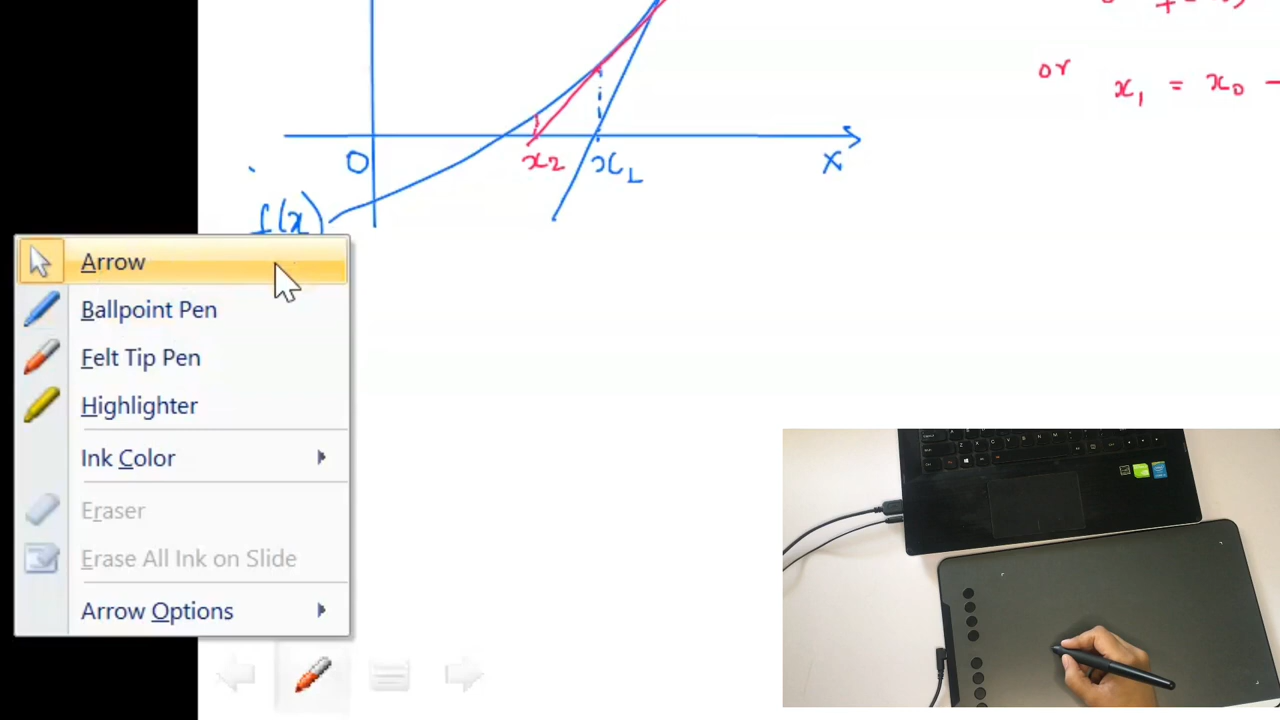 or x₁ = x₀ -
0 x₂ x₁ x
f(x)
Arrow
Ballpoint Pen
Felt Tip Pen
Highlighter
Ink Color
Eraser
Erase All Ink on Slide
Arrow Options